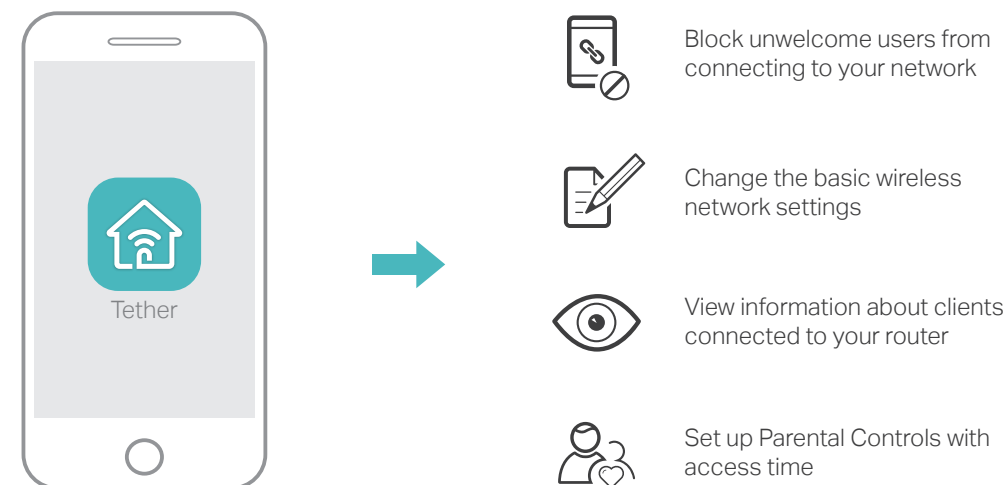 Tether
Block unwelcome users from
connecting to your network
Change the basic wireless
network settings
View information about clients
connected to your router
Set up Parental Controls with
access time